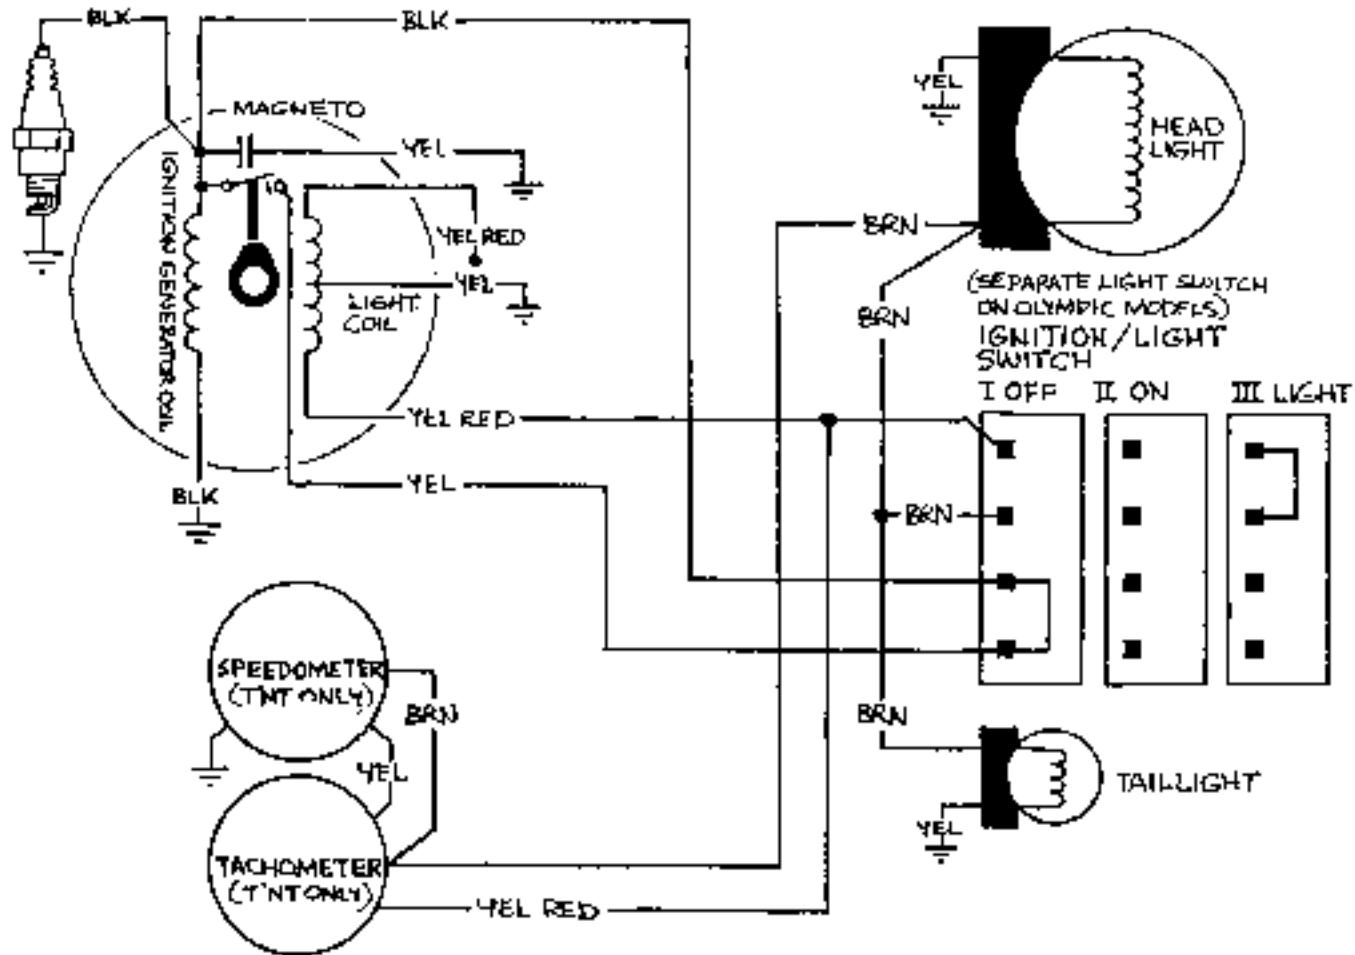 BLK
BLK
MAGNETO
YEL
YEL
HEAD
LIGHT
IGNITION GENERATOR COIL
YEL RED
BRN
YEL
LIGHT
COIL
(SEPARATE LIGHT SWITCH
ON OLYMPIC MODELS)
BRN
IGNITION/LIGHT
SWITCH
I OFF
II ON
III LIGHT
YEL RED
YEL
BLK
BRN
SPEEDOMETER
(TNT ONLY)
BRN
BRN
YEL
TAILLIGHT
YEL
TACHOMETER
(T'NT ONLY)
YEL RED